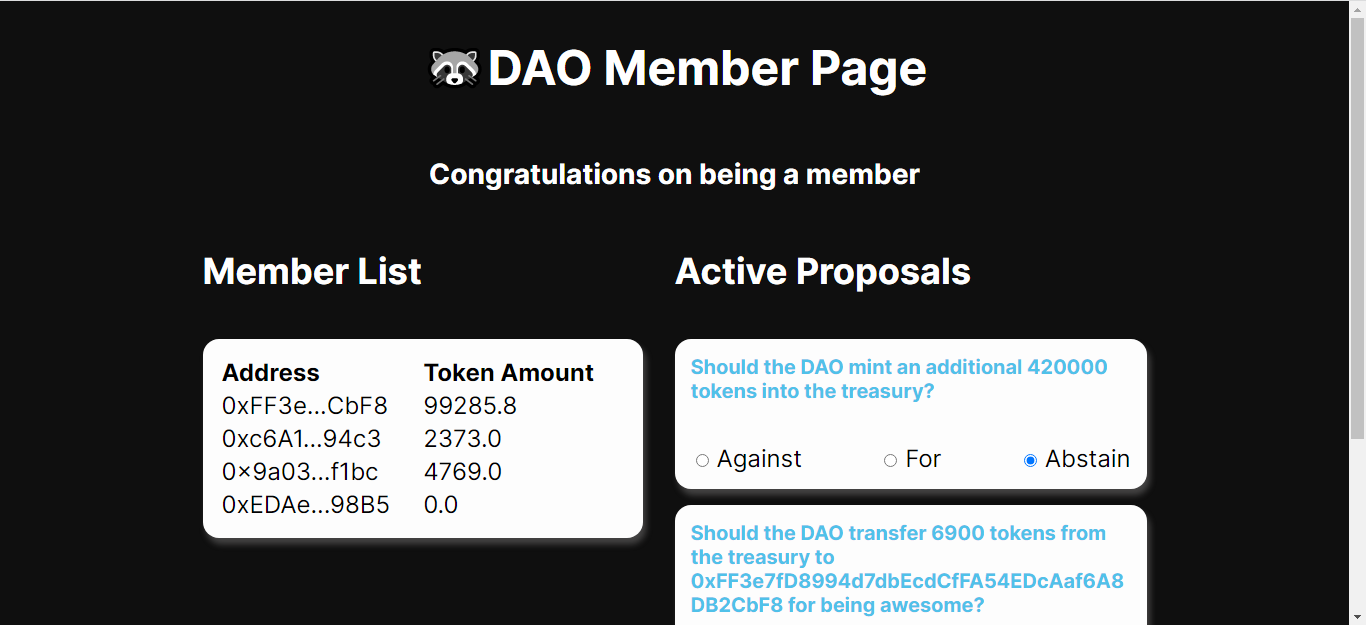 🦝DAO Member Page
Congratulations on being a member
Member List
Address Token Amount
0xFF3e...CbF8 99285.8
0xc6A1...94c3 2373.0
0×9a03...f1bc 4769.0
0xEDAe...98B5 0.0
Active Proposals
Should the DAO mint an additional 420000
tokens into the treasury?
Against For Abstain
Should the DAO transfer 6900 tokens from
the treasury to
0xFF3e7fD8994d7dbEcdCfFA54EDcAaf6A8
DB2CbF8 for being awesome?